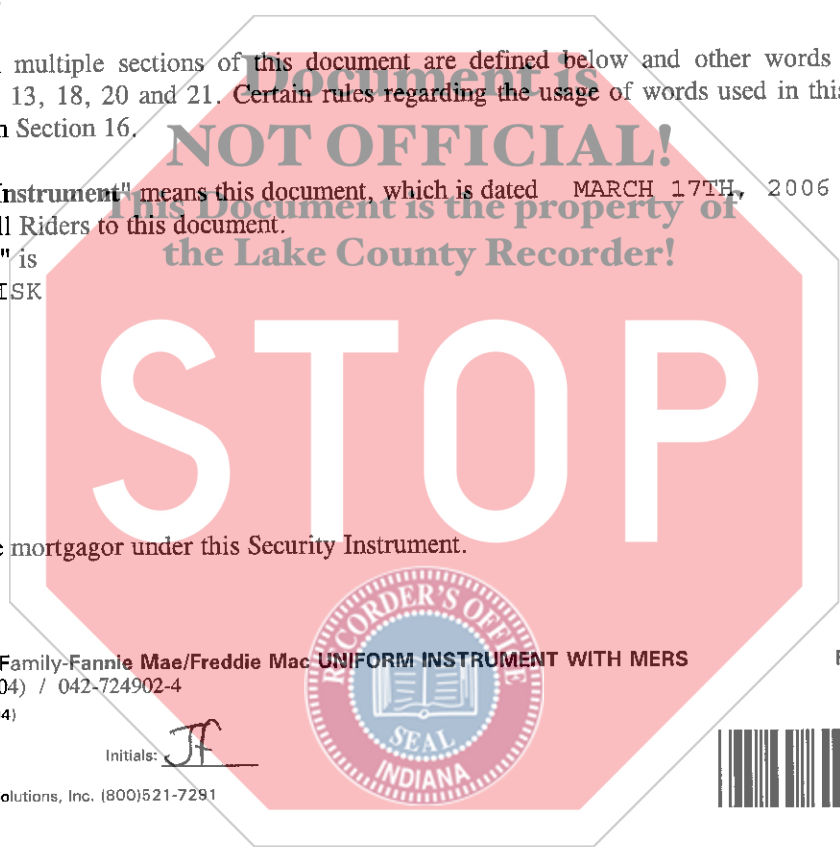 multiple sections of this document are defined below and other words
Document is
13, 18, 20 and 21. Certain rules regarding the usage of words used in this
Section 16.
NOT OFFICIAL!
Instrument" means this document, which is dated MARCH 17TH, 2006
This Document is the property of
ll Riders to this document.
the Lake County Recorder!
" is
ISK
STOP
e mortgagor under this Security Instrument.
RECORDER'S OFFICE
SEAL
INDIANA
Family-Fannie Mae/Freddie Mac UNIFORM INSTRUMENT WITH MERS
04) / 042-724902-4
4)
Initials: JF
olutions, Inc. (800)521-7291